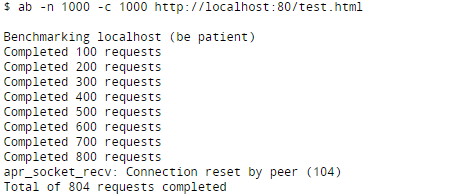 $ ab -n 1000 -c 1000 http://localhost:80/test.html
Benchmarking localhost (be patient)
Completed 100 requests
Completed 200 requests
Completed 300 requests
Completed 400 requests
Completed 500 requests
Completed 600 requests
Completed 700 requests
Completed 800 requests
apr_socket_recv: Connection reset by peer (104)
Total of 804 requests completed